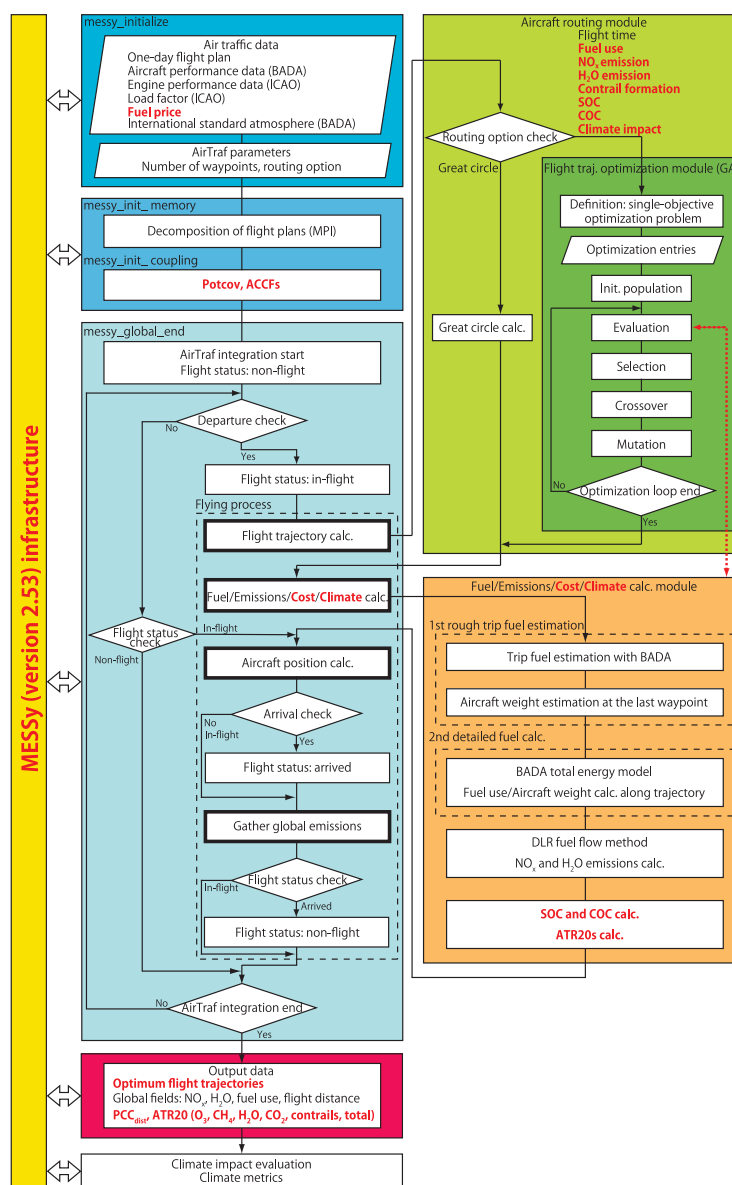 MESSy (version 2.53) infrastructure
messy_initialize
Air traffic data
One-day flight plan
Aircraft performance data (BADA)
Engine performance data (ICAO)
Load factor (ICAO)
Fuel price
International standard atmosphere (BADA)
AirTraf parameters
Number of waypoints, routing option
messy_init_ memory
Decomposition of flight plans (MPI)
messy_init_ coupling
Potcov, ACCFs
messy_global_end
AirTraf integration start
Flight status: non-flight
Departure check
No
Yes
Flight status: in-flight
Flying process
Flight trajectory calc.
Fuel/Emissions/Cost/Climate calc.
Flight status
check
In-flight
Non-flight
Aircraft position calc.
Arrival check
No
In-flight
Yes
Flight status: arrived
Gather global emissions
Flight status check
In-flight
Arrived
Flight status: non-flight
AirTraf integration end
No
Yes
Output data
Optimum flight trajectories
Global fields: NOx, H2O, fuel use, flight distance
PCCdist, ATR20 (O3, CH4, H2O, CO2, contrails, total)
Climate impact evaluation
Climate metrics
Aircraft routing module
Flight time
Fuel use
NOx emission
H2O emission
Contrail formation
SOC
COC
Climate impact
Routing option check
Great circle
Flight traj. optimization module (GA
Definition: single-objective
optimization problem
Optimization entries
Init. population
Great circle calc.
Evaluation
Selection
Crossover
Mutation
No
Optimization loop end
Yes
Fuel/Emissions/Cost/Climate calc. module
1st rough trip fuel estimation
Trip fuel estimation with BADA
Aircraft weight estimation at the last waypoint
2nd detailed fuel calc.
BADA total energy model
Fuel use/Aircraft weight calc. along trajectory
DLR fuel flow method
NOx and H2O emissions calc.
SOC and COC calc.
ATR20s calc.